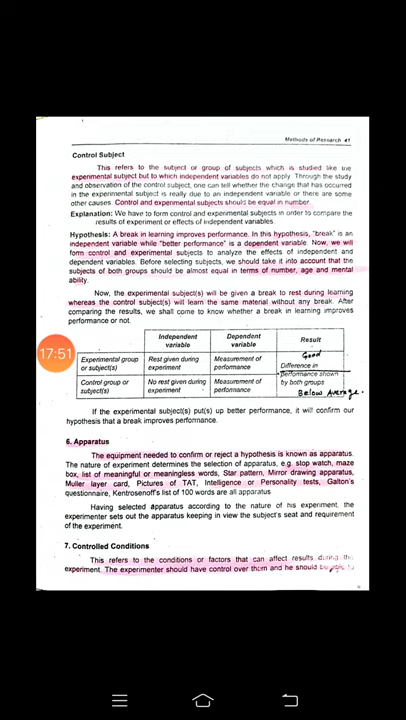 Methods of Research 41
Control Subject
This refers to the subject or group of subjects which is studied like the
experimental subject but to which independent variables do not apply. Through the study
and observation of the control subject, one can tell whether the change that has occurred
in the experimental subject is really due to an independent variable or there are some
other causes. Control and experimental subjects should be equal in number.
Explanation: We have to form control and experimental subjects in order to compare the
results of experiment or effects of independent variables.
Hypothesis: A break in learning improves performance. In this hypothesis, "break" is an
independent variable while "better performance" is a dependent variable. Now, we will
form control and experimental subjects to analyze the effects of independent and
dependent variables. Before selecting subjects, we should take it into account that the
subjects of both groups should be almost equal in terms of number, age and mental
ability.
Now, the experimental subject(s) will be given a break to rest during learning
whereas the control subject(s) will learn the same material without any break. After
comparing the results, we shall come to know whether a break in learning improves
performance or not.
Independent variable Dependent variable Result
Good
Experimental group or subject(s) Rest given during experiment Measurement of performance Difference in performance shown by both groups
Control group or subject(s) No rest given during experiment Measurement of performance
Below Average.
17:51
If the experimental subject(s) put(s) up better performance, it will confirm our
hypothesis that a break improves performance.
6. Apparatus
The equipment needed to confirm or reject a hypothesis is known as apparatus.
The nature of experiment determines the selection of apparatus, e.g. stop watch, maze
box, list of meaningful or meaningless words, Star pattern, Mirror drawing apparatus,
Muller layer card, Pictures of TAT, Intelligence or Personality tests, Galton's
questionnaire, Kentrosenoff's list of 100 words are all apparatus
Having selected apparatus according to the nature of his experiment, the
experimenter sets out the apparatus keeping in view the subject's seat and requirement
of the experiment.
7. Controlled Conditions
This refers to the conditions or factors that can affect results during the
experiment. The experimenter should have control over them and he should be